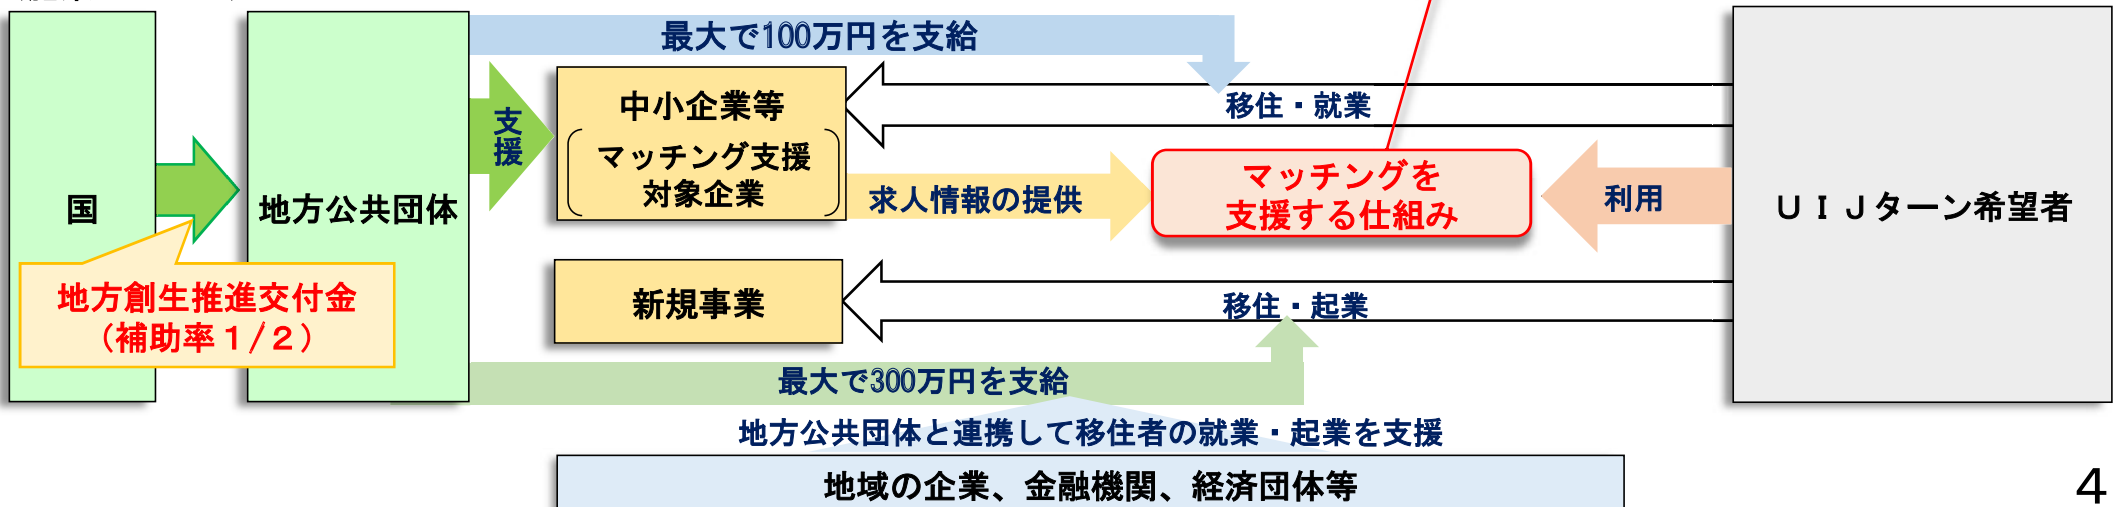 最大で100万円を支給
国
地方公共団体
支援
中小企業等
マッチング支援
対象企業
移住・就業
求人情報の提供
マッチングを
支援する仕組み
利用
ＵＩＪターン希望者
地方創生推進交付金
（補助率１/２）
新規事業
移住・起業
最大で300万円を支給
地方公共団体と連携して移住者の就業・起業を支援
地域の企業、金融機関、経済団体等
4